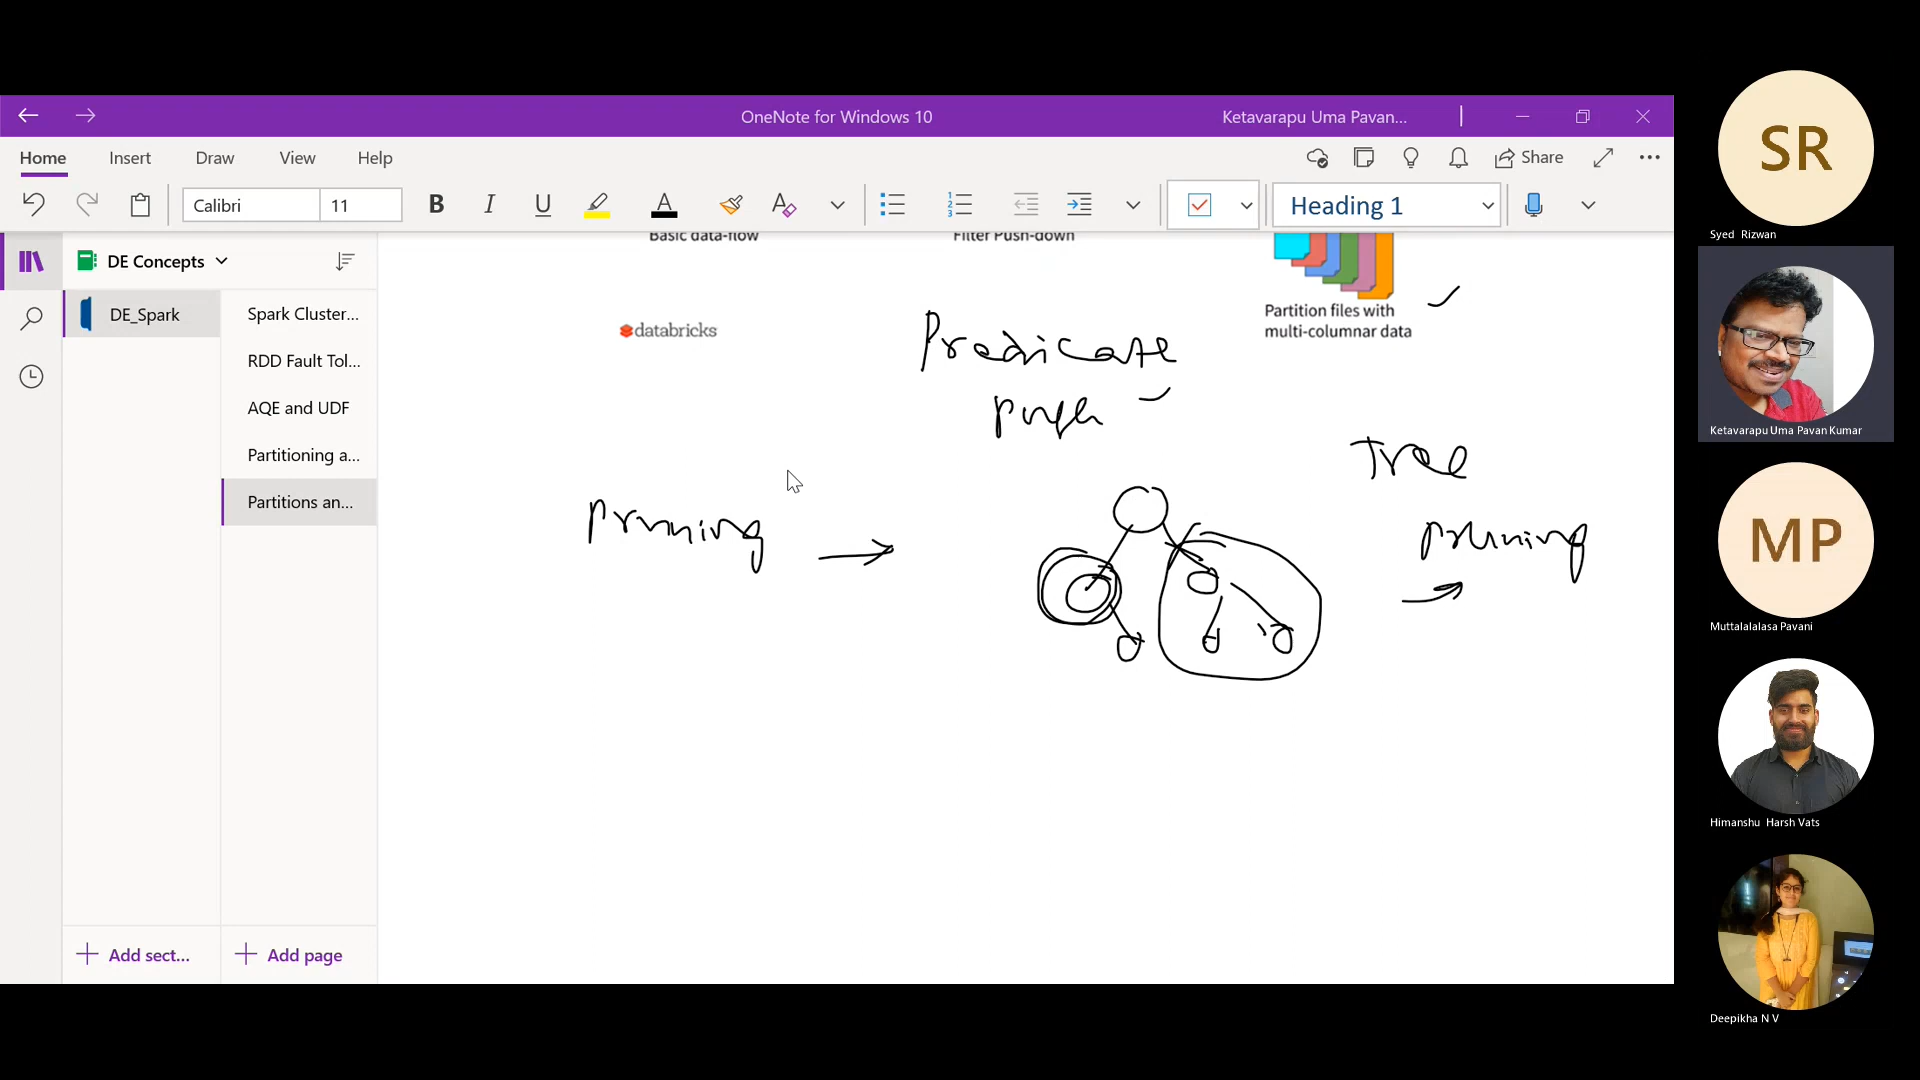 OneNote for Windows 10
Ketavarapu Uma Pavan...
Home Insert Draw View Help
Share
Calibri 11 B I U A Heading 1
DE Concepts
DE_Spark
Spark Cluster...
RDD Fault Tol...
AQE and UDF
Partitioning a...
Partitions an...
Add sect...
Add page
Basic data-flow
Filter Push-down
Partition files with
multi-columnar data
databricks
Predicate
push
Tree
Pruning
pruning
SR
Syed Rizwan
Ketavarapu Uma Pavan Kumar
MP
Muttalalalasa Pavani
Himanshu Harsh Vats
Deepikha N V